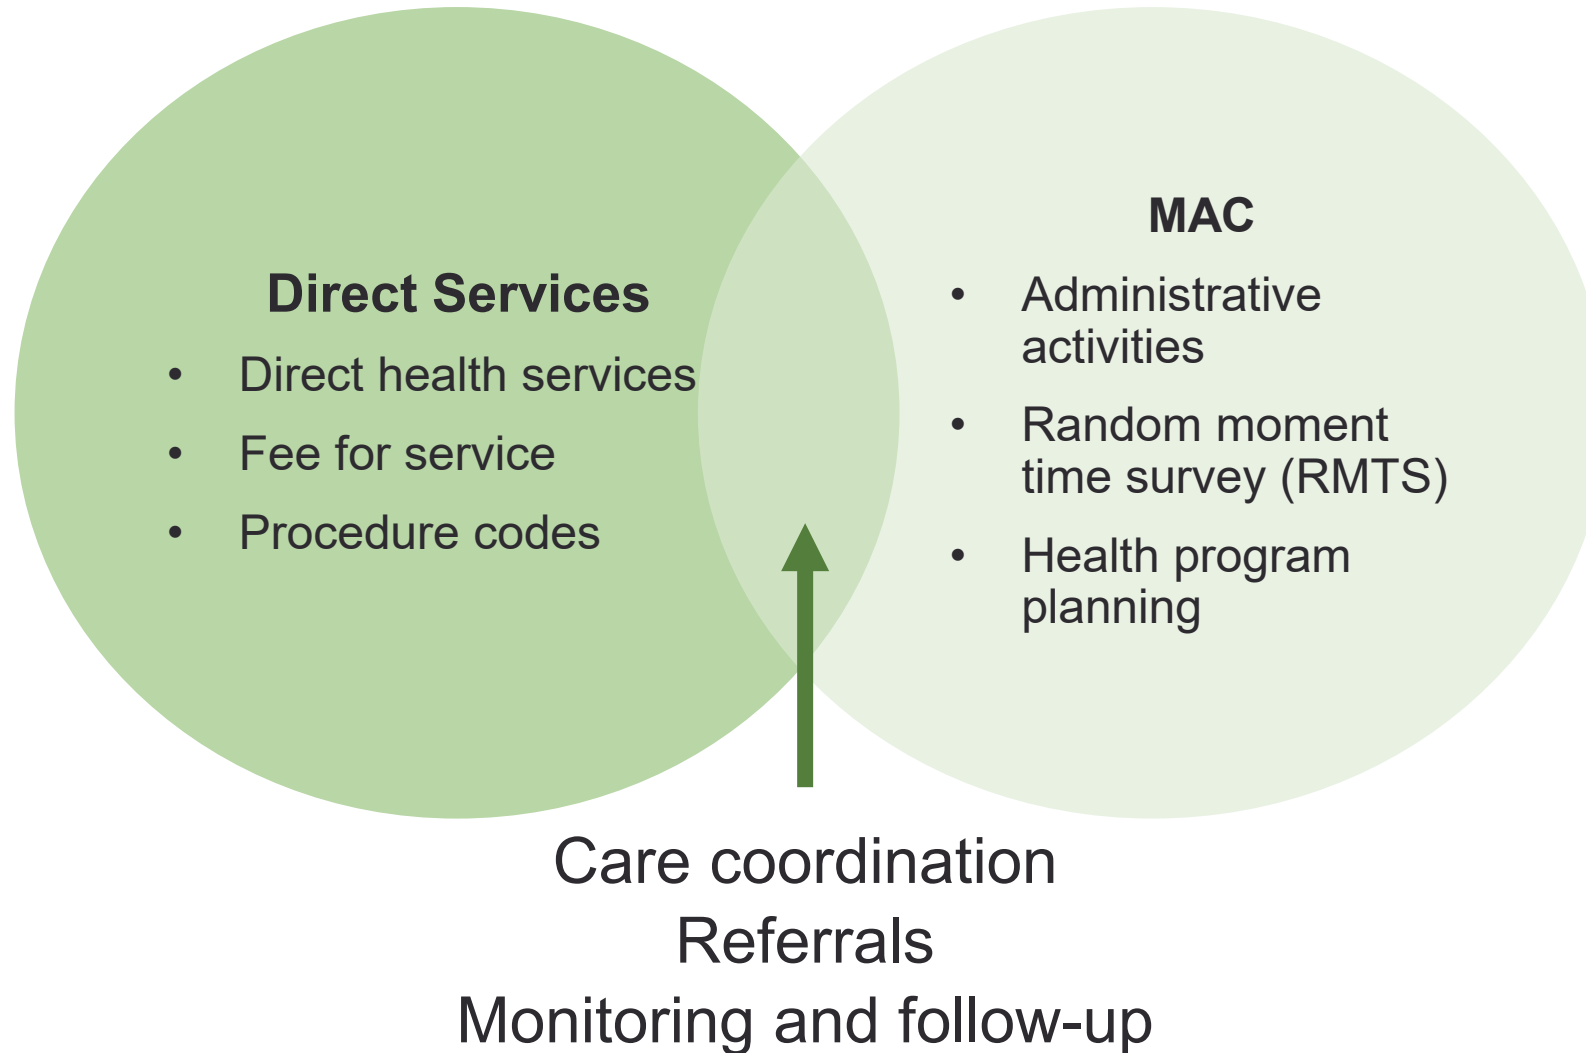 Direct Services
• Direct health services
• Fee for service
• Procedure codes
MAC
• Administrative
activities
• Random moment
time survey (RMTS)
• Health program
planning
Care coordination
Referrals
Monitoring and follow-up